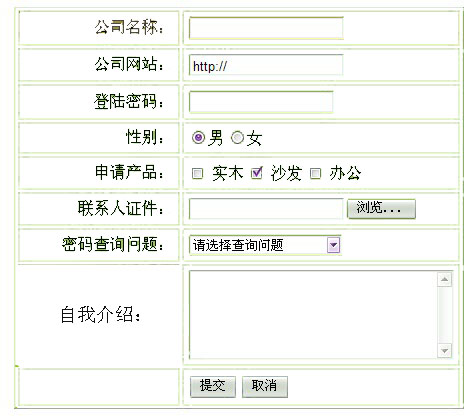 公司名称：
公司网站： http://
登陆密码：
性别： 男 女
申请产品： 实木 沙发 办公
联系人证件： 浏览...
密码查询问题： 请选择查询问题
自我介绍：
提交 取消